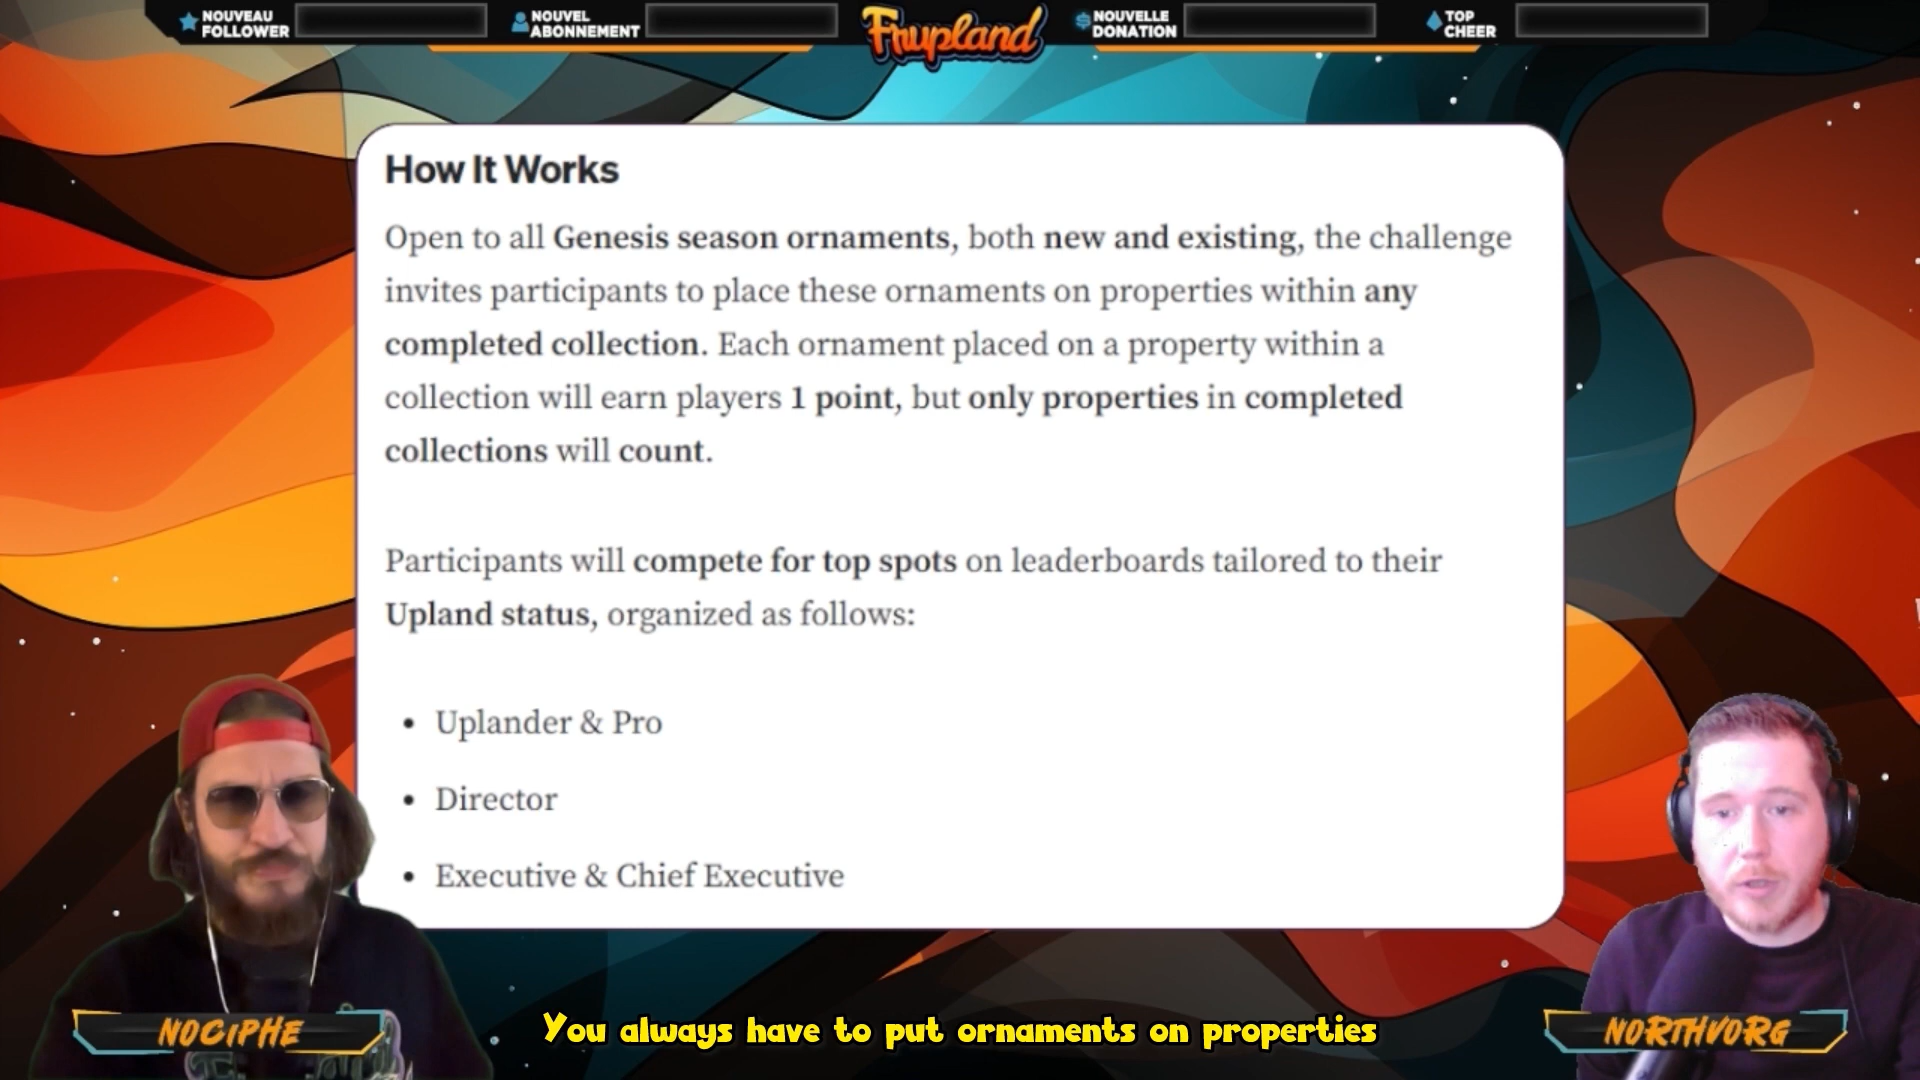 NOUVEAU FOLLOWER
NOUVEL ABONNEMENT
Frupland
NOUVELLE DONATION
TOP CHEER
How It Works
Open to all Genesis season ornaments, both new and existing, the challenge
invites participants to place these ornaments on properties within any
completed collection. Each ornament placed on a property within a
collection will earn players 1 point, but only properties in completed
collections will count.
Participants will compete for top spots on leaderboards tailored to their
Upland status, organized as follows:
• Uplander & Pro
• Director
• Executive & Chief Executive
NOCiPHE
You always have to put ornaments on properties
NORTHVORG